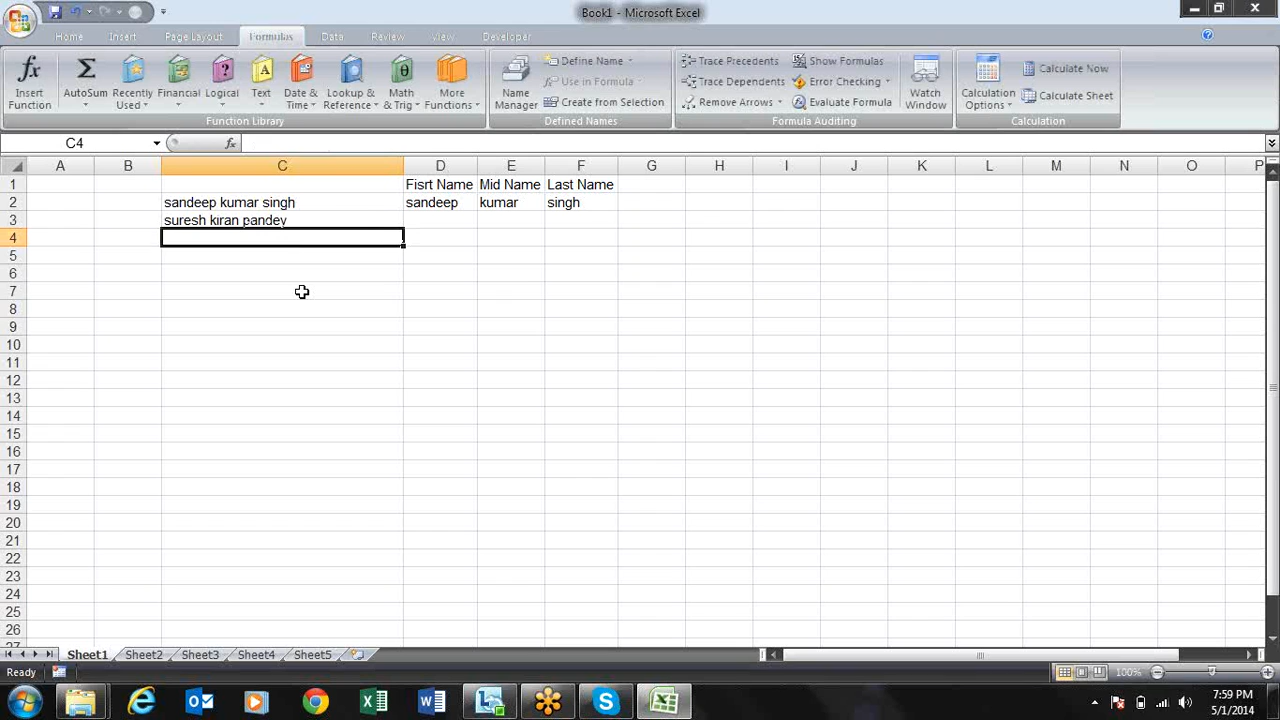 Book1 - Microsoft Excel
Home Insert Page Layout Formulas Data Review View Developer
Insert Function
AutoSum
Recently Used
Financial
Logical
Text
Date & Time
Lookup & Reference
Math & Trig
More Functions
Function Library
Name Manager
Define Name
Use in Formula
Create from Selection
Defined Names
Trace Precedents
Trace Dependents
Remove Arrows
Show Formulas
Error Checking
Evaluate Formula
Formula Auditing
Watch Window
Calculation Options
Calculate Now
Calculate Sheet
Calculation
C4 fx
A B C D E F G H I J K L M N O P
1 Fisrt Name Mid Name Last Name
2 sandeep kumar singh sandeep kumar singh
3 suresh kiran pandey
4
5
6
7
8
9
10
11
12
13
14
15
16
17
18
19
20
21
22
23
24
25
26
27
Sheet1 Sheet2 Sheet3 Sheet4 Sheet5
Ready 100%
7:59 PM
5/1/2014